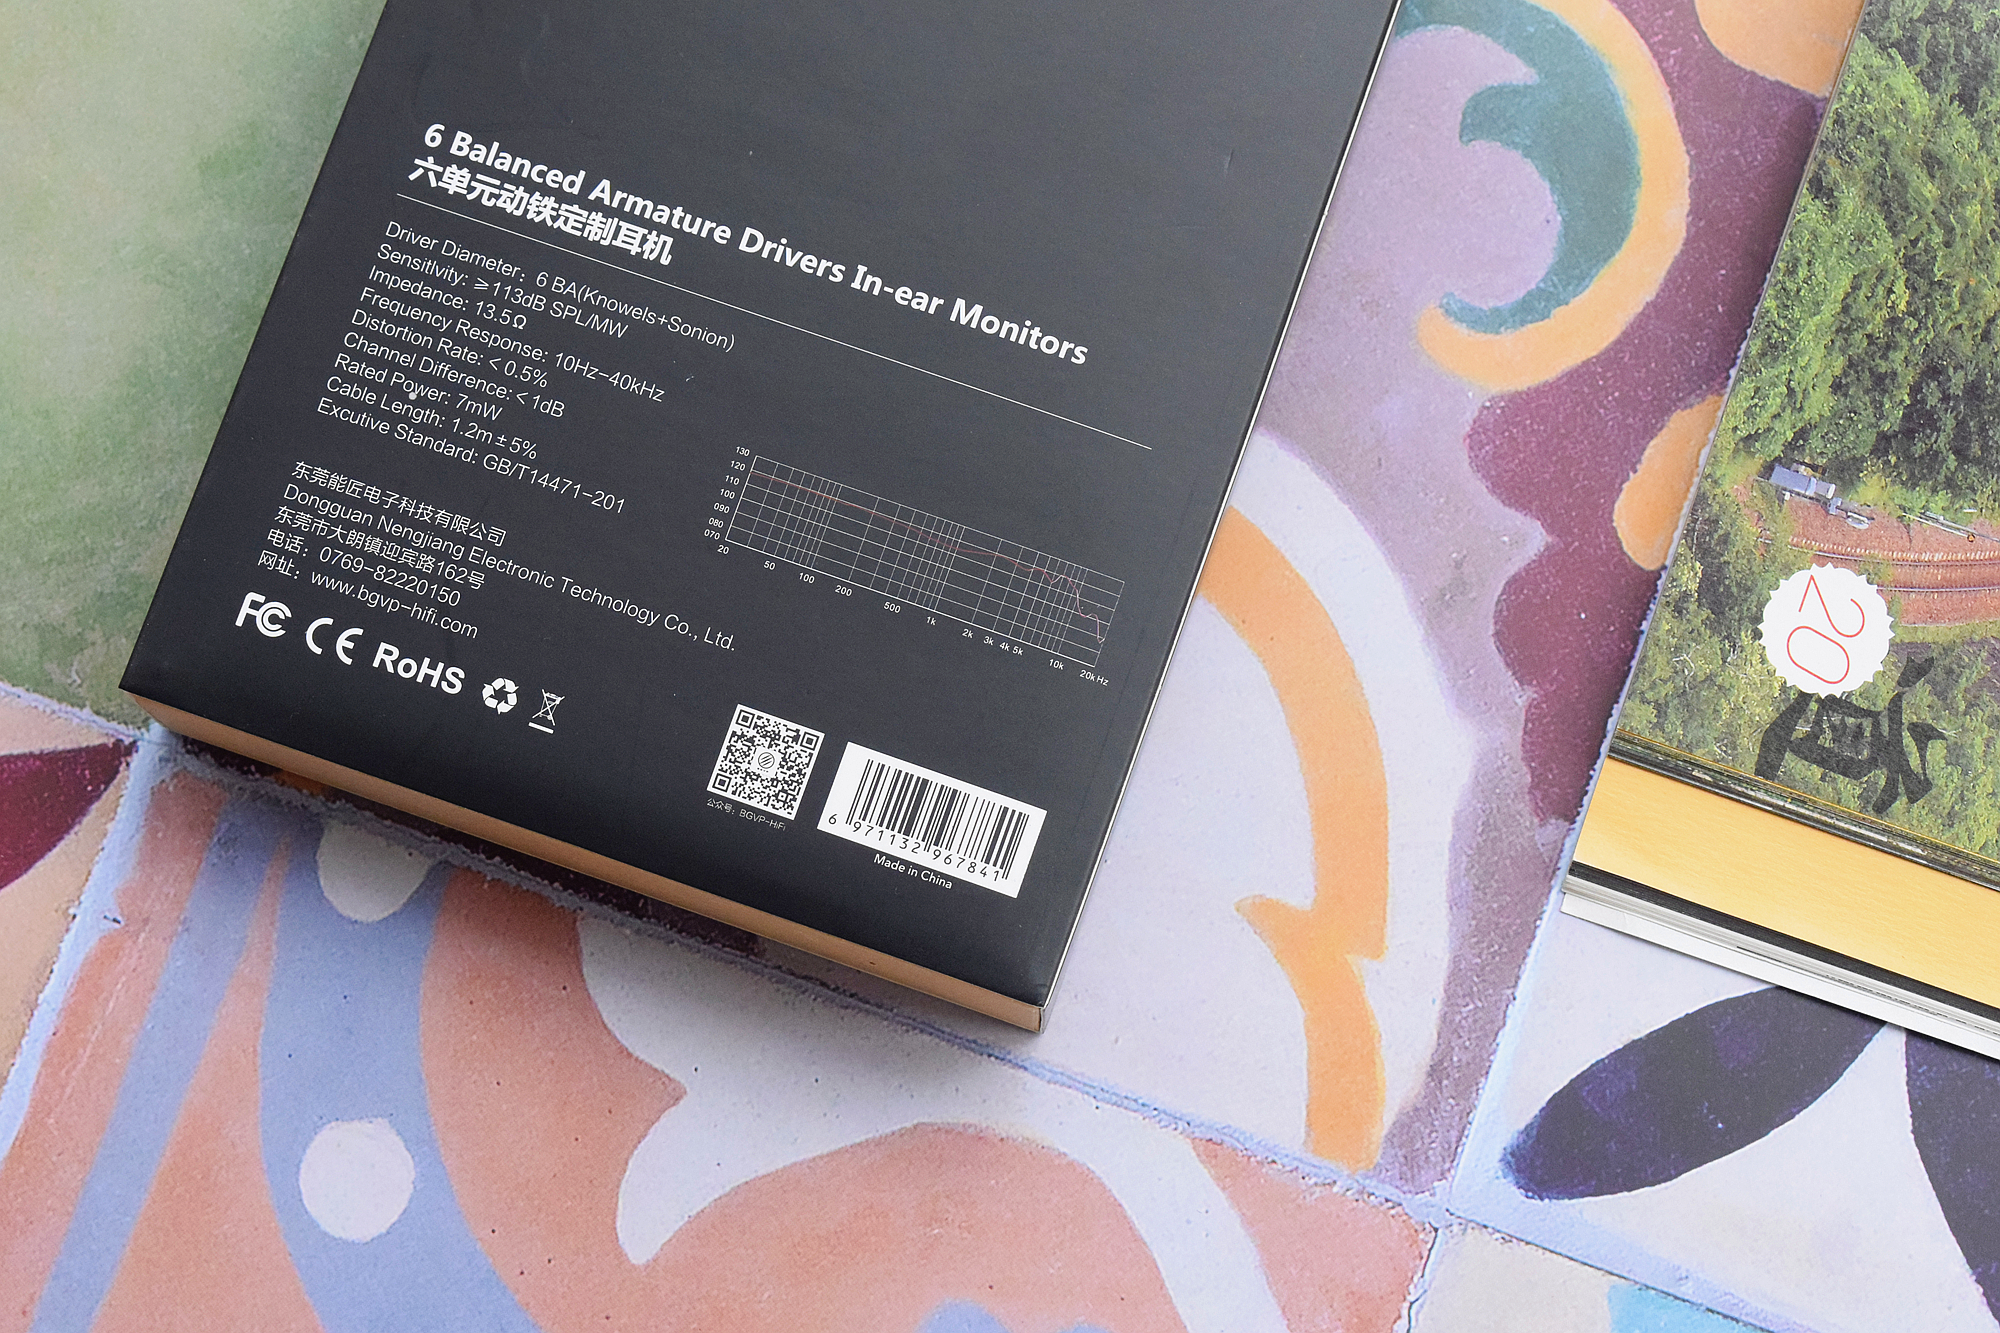 6 Balanced Armature Drivers In-ear Monitors
六单元动铁定制耳机
Driver Diameter: 6 BA(Knowels+Sonion)
Sensitlvity: ≥113dB SPL/MW
Impedance: 13.5Ω
Frequency Response: 10Hz-40kHz
Distortion Rate: < 0.5%
Channel Difference: < 1dB
Rated Power: 7mW
Cable Length: 1.2m ± 5%
Excutive Standard: GB/T14471-201
130
120
110
100
090
080
070
20 50 100 200 500 1k 2k 3k 4k 5k 10k 20k Hz
东莞能匠电子科技有限公司
Dongguan Nengjiang Electronic Technology Co., Ltd.
东莞市大朗镇迎宾路162号
电话: 0769-82220150
网址: www.bgvp-hifi.com
FC CE RoHS
公众号: BGVP-HiFi
6 971132 967841
Made in China
20